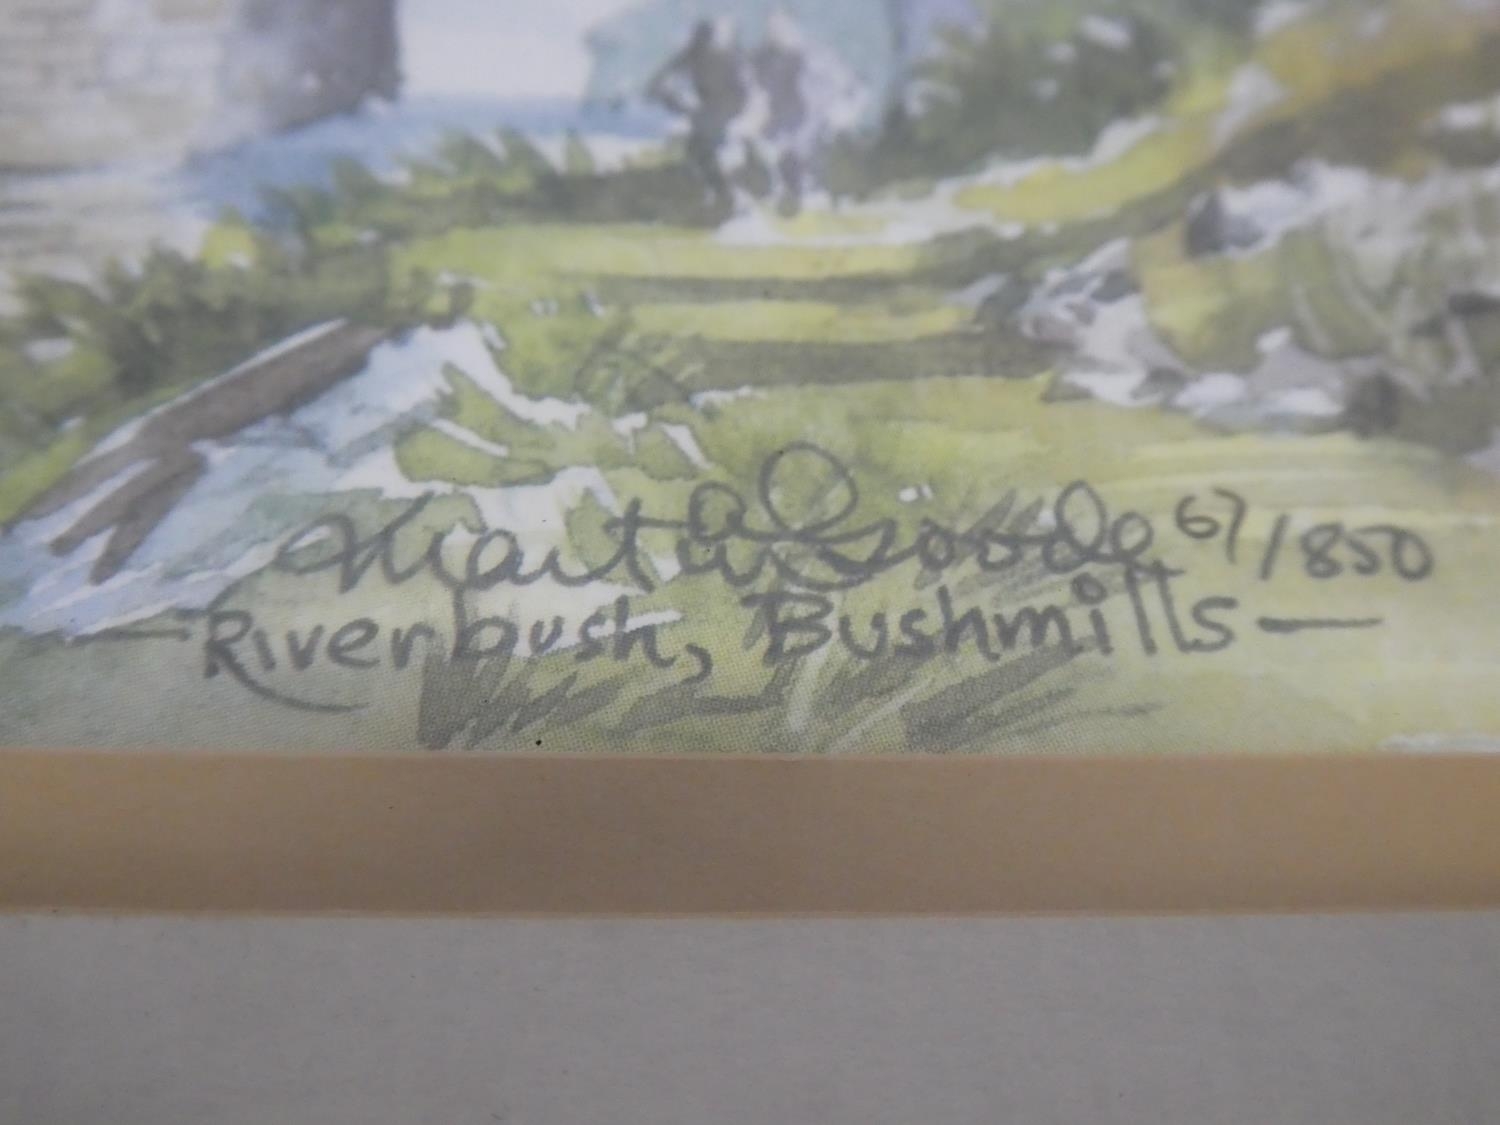 Martin D Goode 67/850
Riverbush, Bushmills —